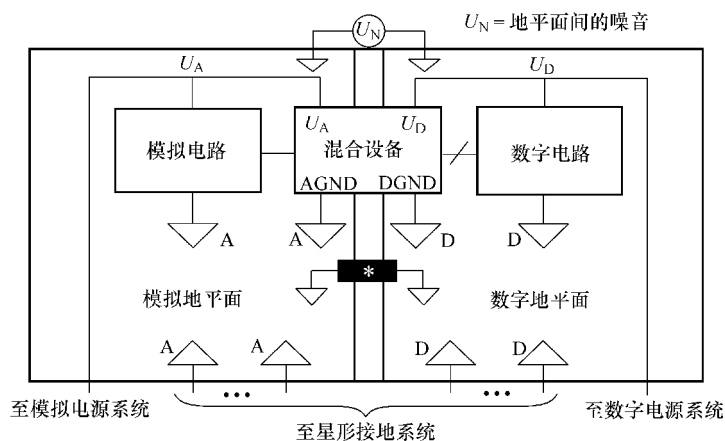 U_N
U_N=地平面间的噪音
U_A
U_D
U_A
U_D
模拟电路
混合设备
数字电路
AGND
DGND
A
A
D
D
*
模拟地平面
数字地平面
A
A
D
D
•••
•••
至模拟电源系统
至数字电源系统
至星形接地系统